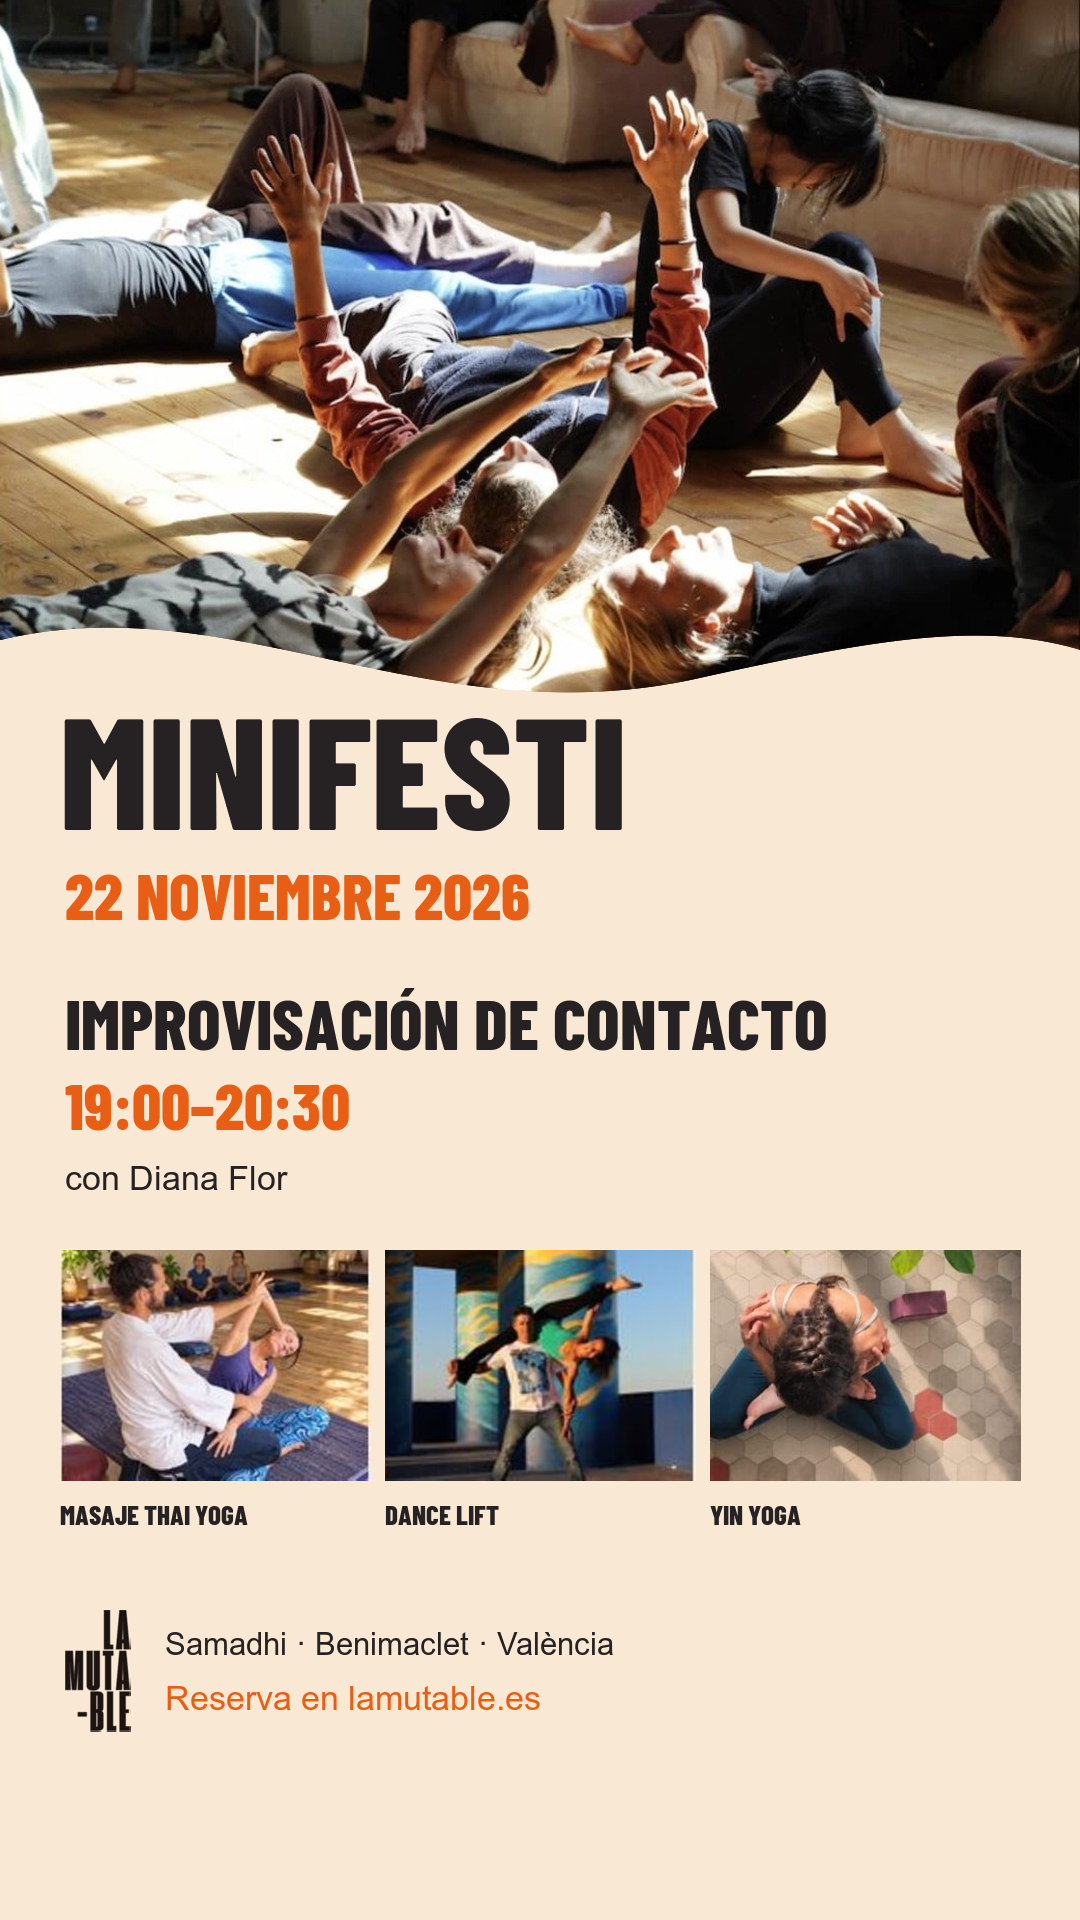 MINIFESTI
22 NOVIEMBRE 2026
IMPROVISACIÓN DE CONTACTO
19:00–20:30
con Diana Flor
MASAJE THAI YOGA
DANCE LIFT
YIN YOGA
LA
MUTA
-BLE
Samadhi · Benimaclet · València
Reserva en lamutable.es